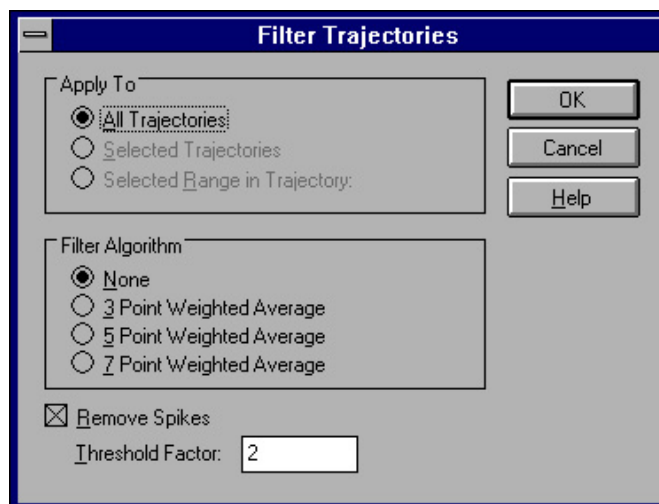 Filter Trajectories
Apply To
All Trajectories
Selected Trajectories
Selected Range in Trajectory:
OK
Cancel
Help
Filter Algorithm
None
3 Point Weighted Average
5 Point Weighted Average
7 Point Weighted Average
Remove Spikes
Threshold Factor: 2